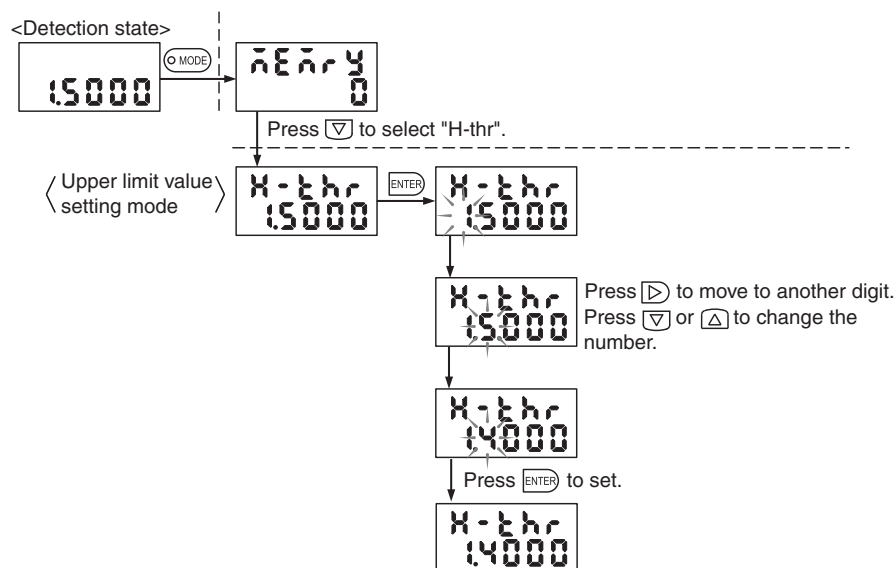 <Detection state>
1.5000
MODE
mEmrY
0
Press ▽ to select "H-thr".
Upper limit value
setting mode
H-thr
1.5000
ENTER
H-thr
1.5000
H-thr
1.5000
Press ▷ to move to another digit.
Press ▽ or △ to change the
number.
H-thr
1.4000
Press ENTER to set.
H-thr
1.4000